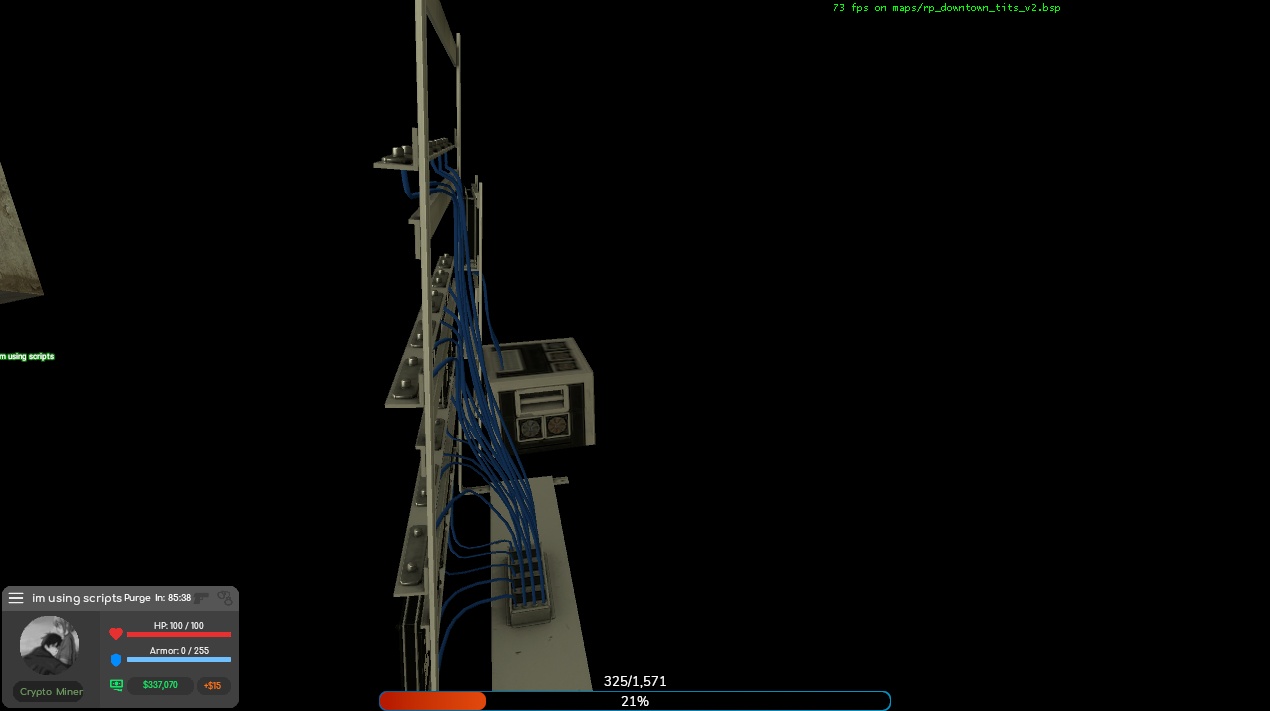 73 fps on maps/rp_downtown_tits_v2.bsp
m using scripts
im using scripts Purge In: 85:38
HP: 100 / 100
Armor: 0 / 255
$337,070 +$15
Crypto Miner
325/1,571
21%